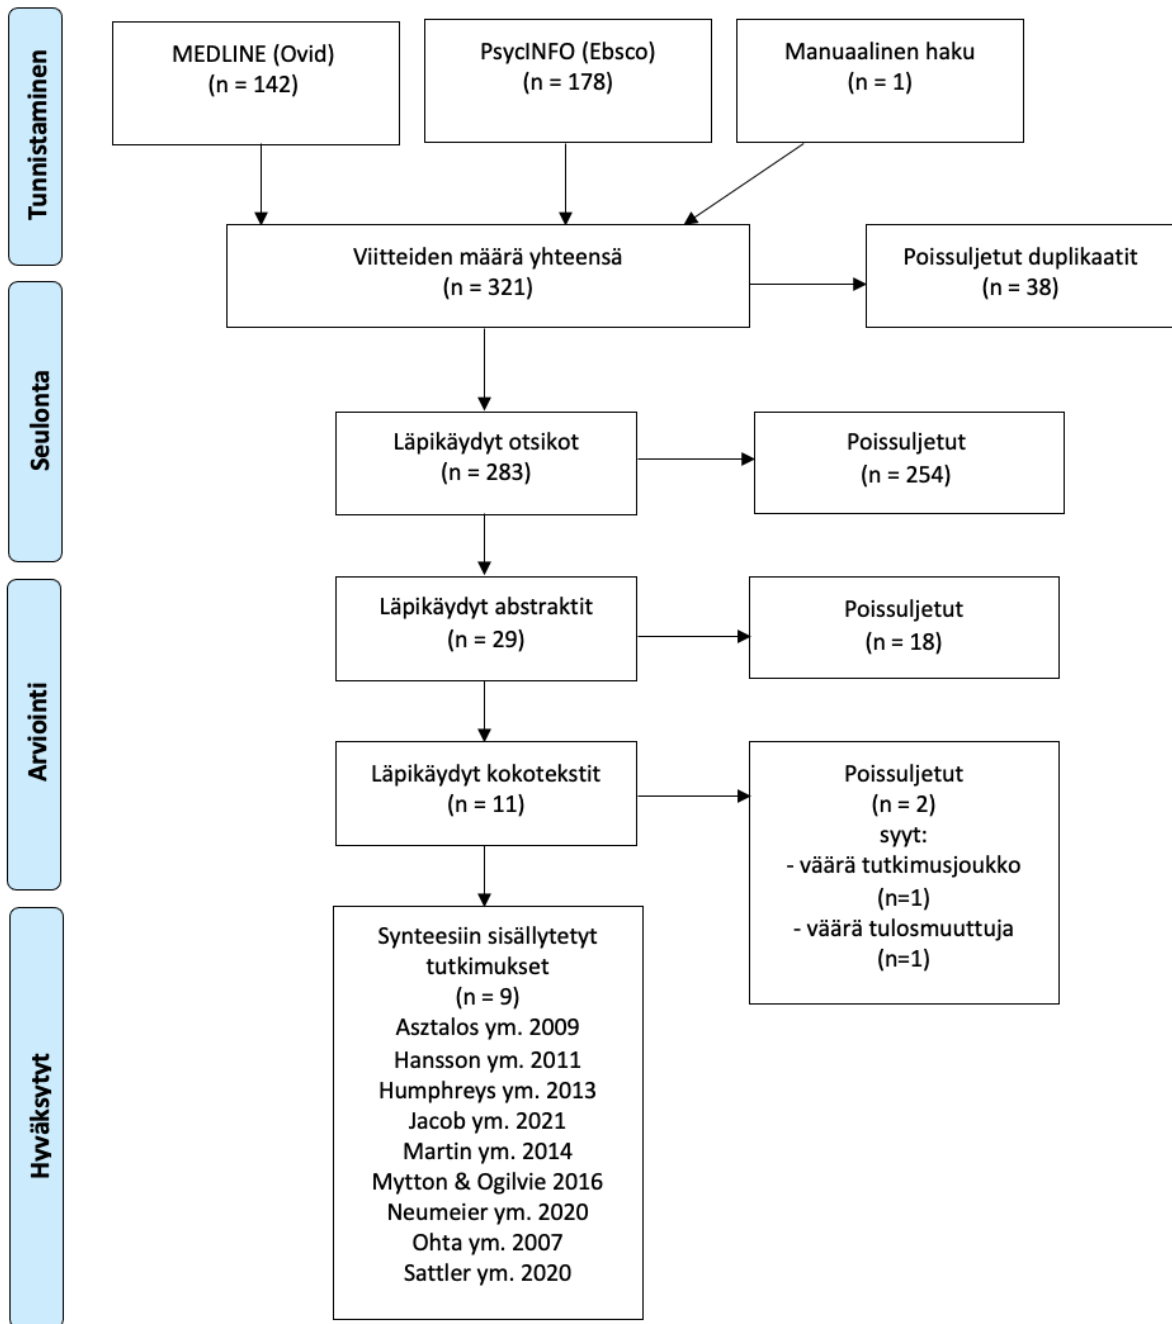 Tunnistaminen
MEDLINE (Ovid)
(n = 142)
PsycINFO (Ebsco)
(n = 178)
Manuaalinen haku
(n = 1)
Viitteiden määrä yhteensä
(n = 321)
Poissuljetut duplikaatit
(n = 38)
Seulonta
Läpikäydyt otsikot
(n = 283)
Poissuljetut
(n = 254)
Arviointi
Läpikäydyt abstraktit
(n = 29)
Poissuljetut
(n = 18)
Läpikäydyt kokotekstit
(n = 11)
Poissuljetut
(n = 2)
syyt:
- väärä tutkimusjoukko
(n=1)
- väärä tulosmuuttuja
(n=1)
Hyväksytyt
Synteesiin sisällytetyt
tutkimukset
(n = 9)
Asztalos ym. 2009
Hansson ym. 2011
Humphreys ym. 2013
Jacob ym. 2021
Martin ym. 2014
Mytton & Ogilvie 2016
Neumeier ym. 2020
Ohta ym. 2007
Sattler ym. 2020